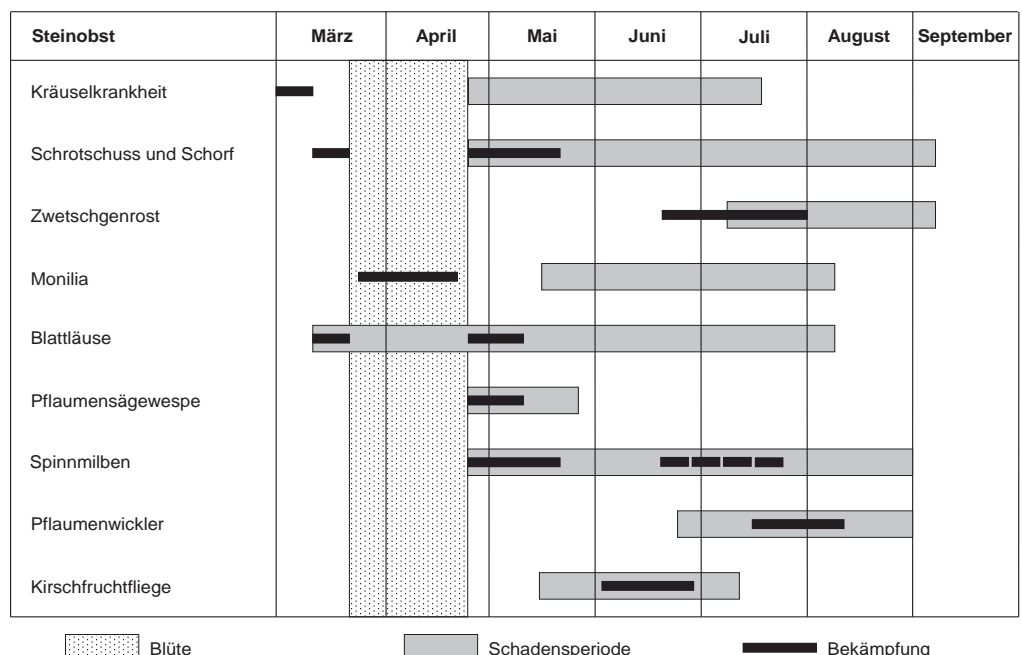 Steinobst März April Mai Juni Juli August September
Kräuselkrankheit
Schrotschuss und Schorf
Zwetschgenrost
Monilia
Blattläuse
Pflaumensägewespe
Spinnmilben
Pflaumenwickler
Kirschfruchtfliege
Blüte Schadensperiode Bekämpfung